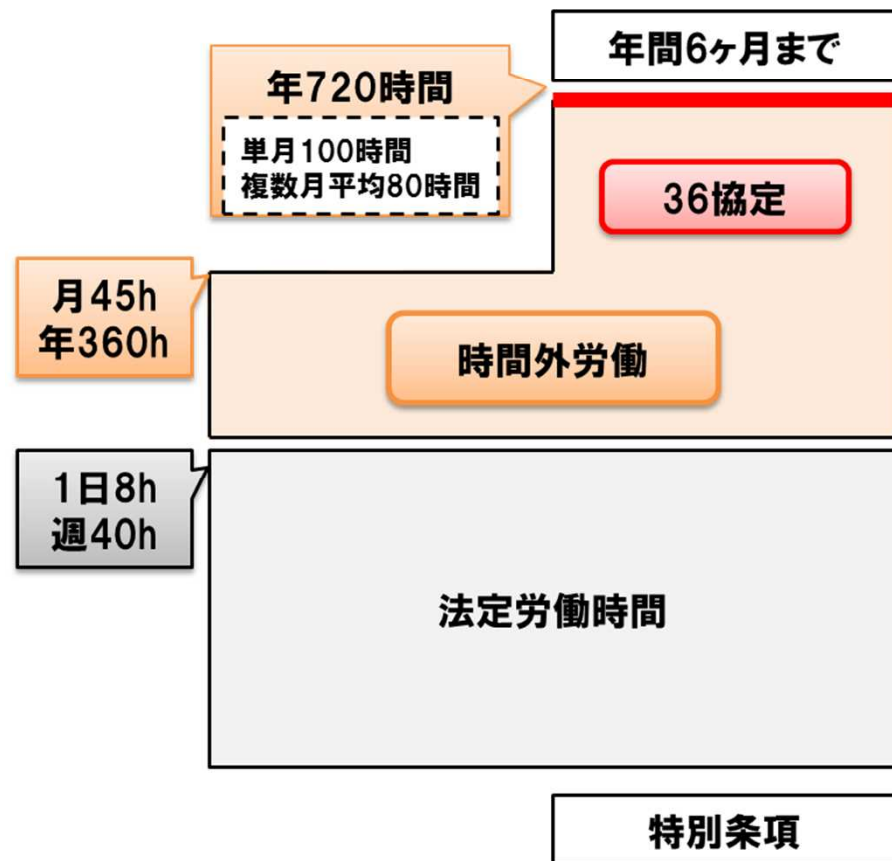 年間6ヶ月まで
年720時間
単月100時間
複数月平均80時間
36協定
月45h
年360h
時間外労働
1日8h
週40h
法定労働時間
特別条項